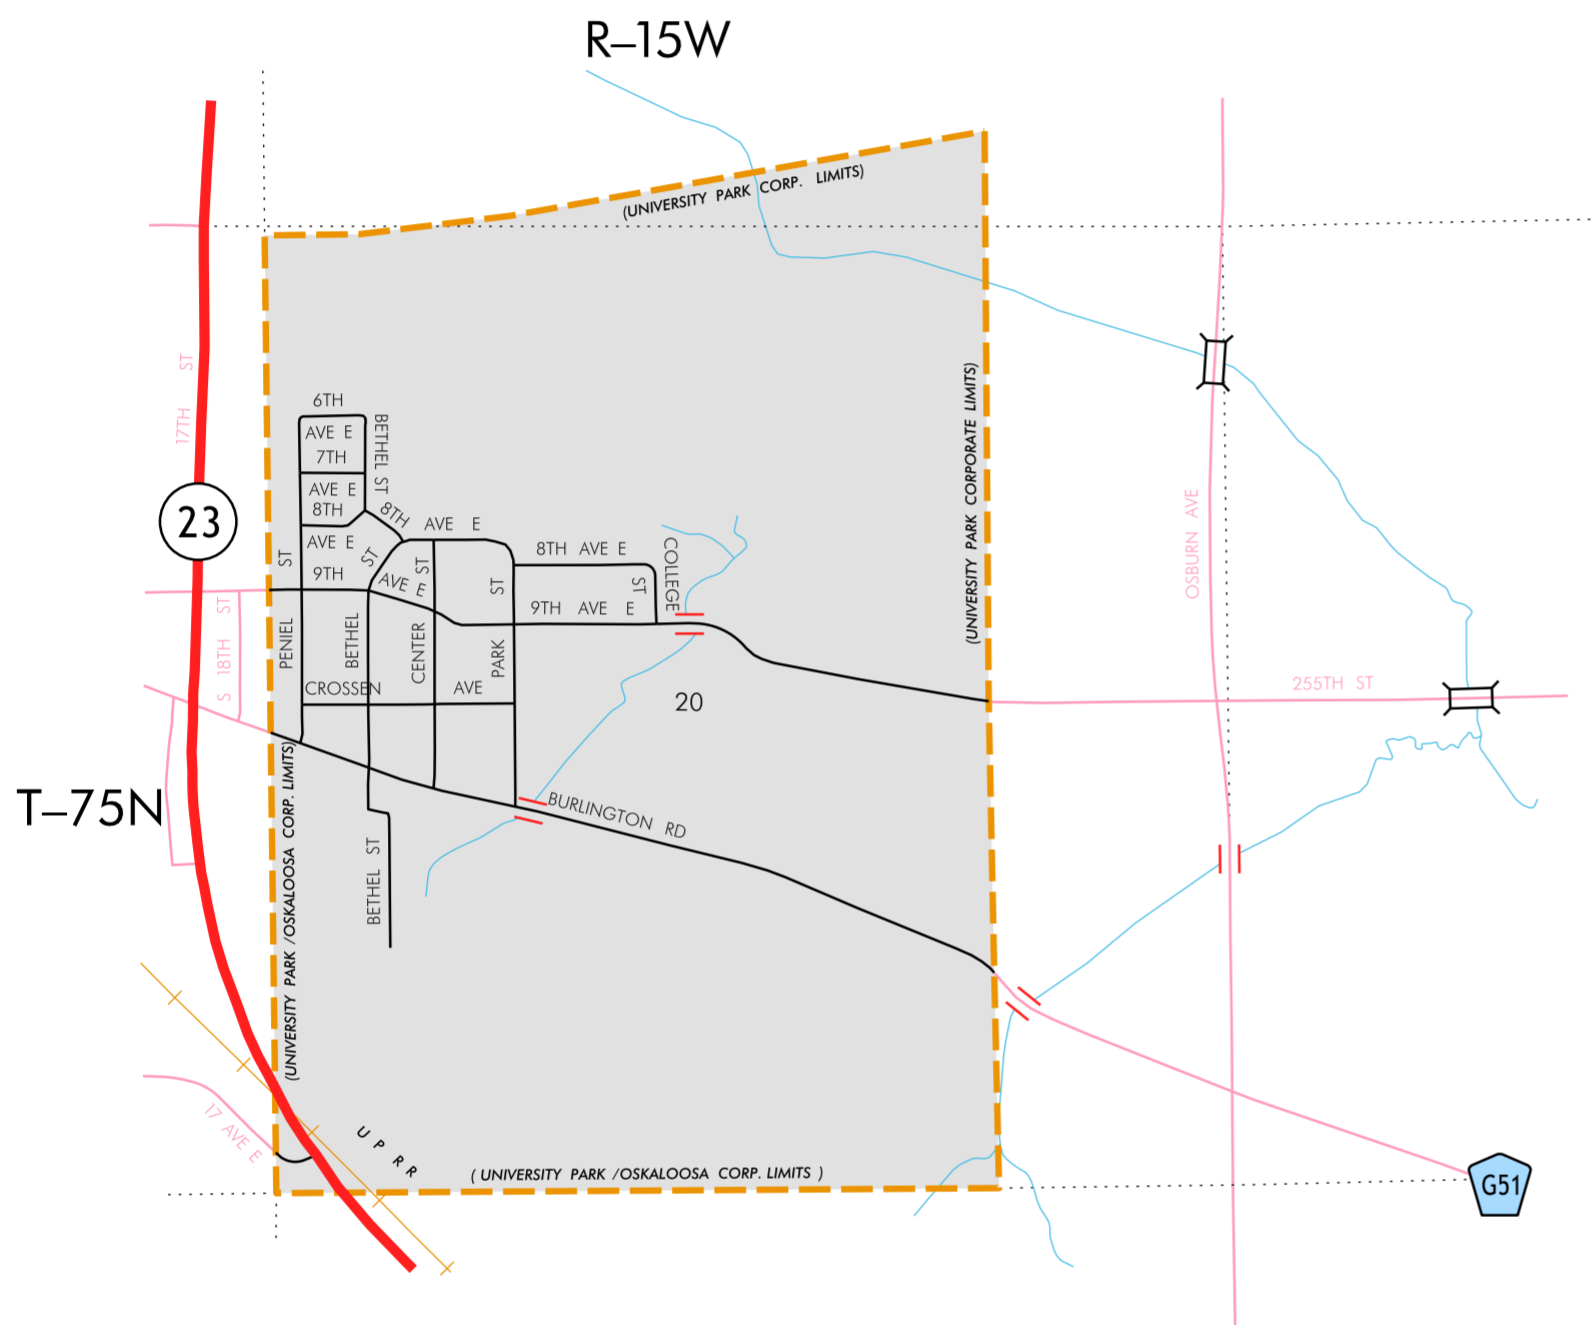 R–15W
(UNIVERSITY PARK CORP. LIMITS)
17TH ST
6TH
AVE E
7TH
AVE E
8TH
AVE E
9TH
BETHEL ST
8TH AVE E
ST
AVE E
ST
ST
ST
8TH AVE E
ST
COLLEGE
9TH AVE E
23
S 18TH ST
PENIEL
BETHEL
CENTER
PARK
CROSSEN AVE
20
(UNIVERSITY PARK CORPORATE LIMITS)
OSBURN AVE
255TH ST
T–75N
BURLINGTON RD
BETHEL ST
(UNIVERSITY PARK /OSKALOOSA CORP. LIMITS)
17 AVE E
U P R R
( UNIVERSITY PARK /OSKALOOSA CORP. LIMITS )
G51